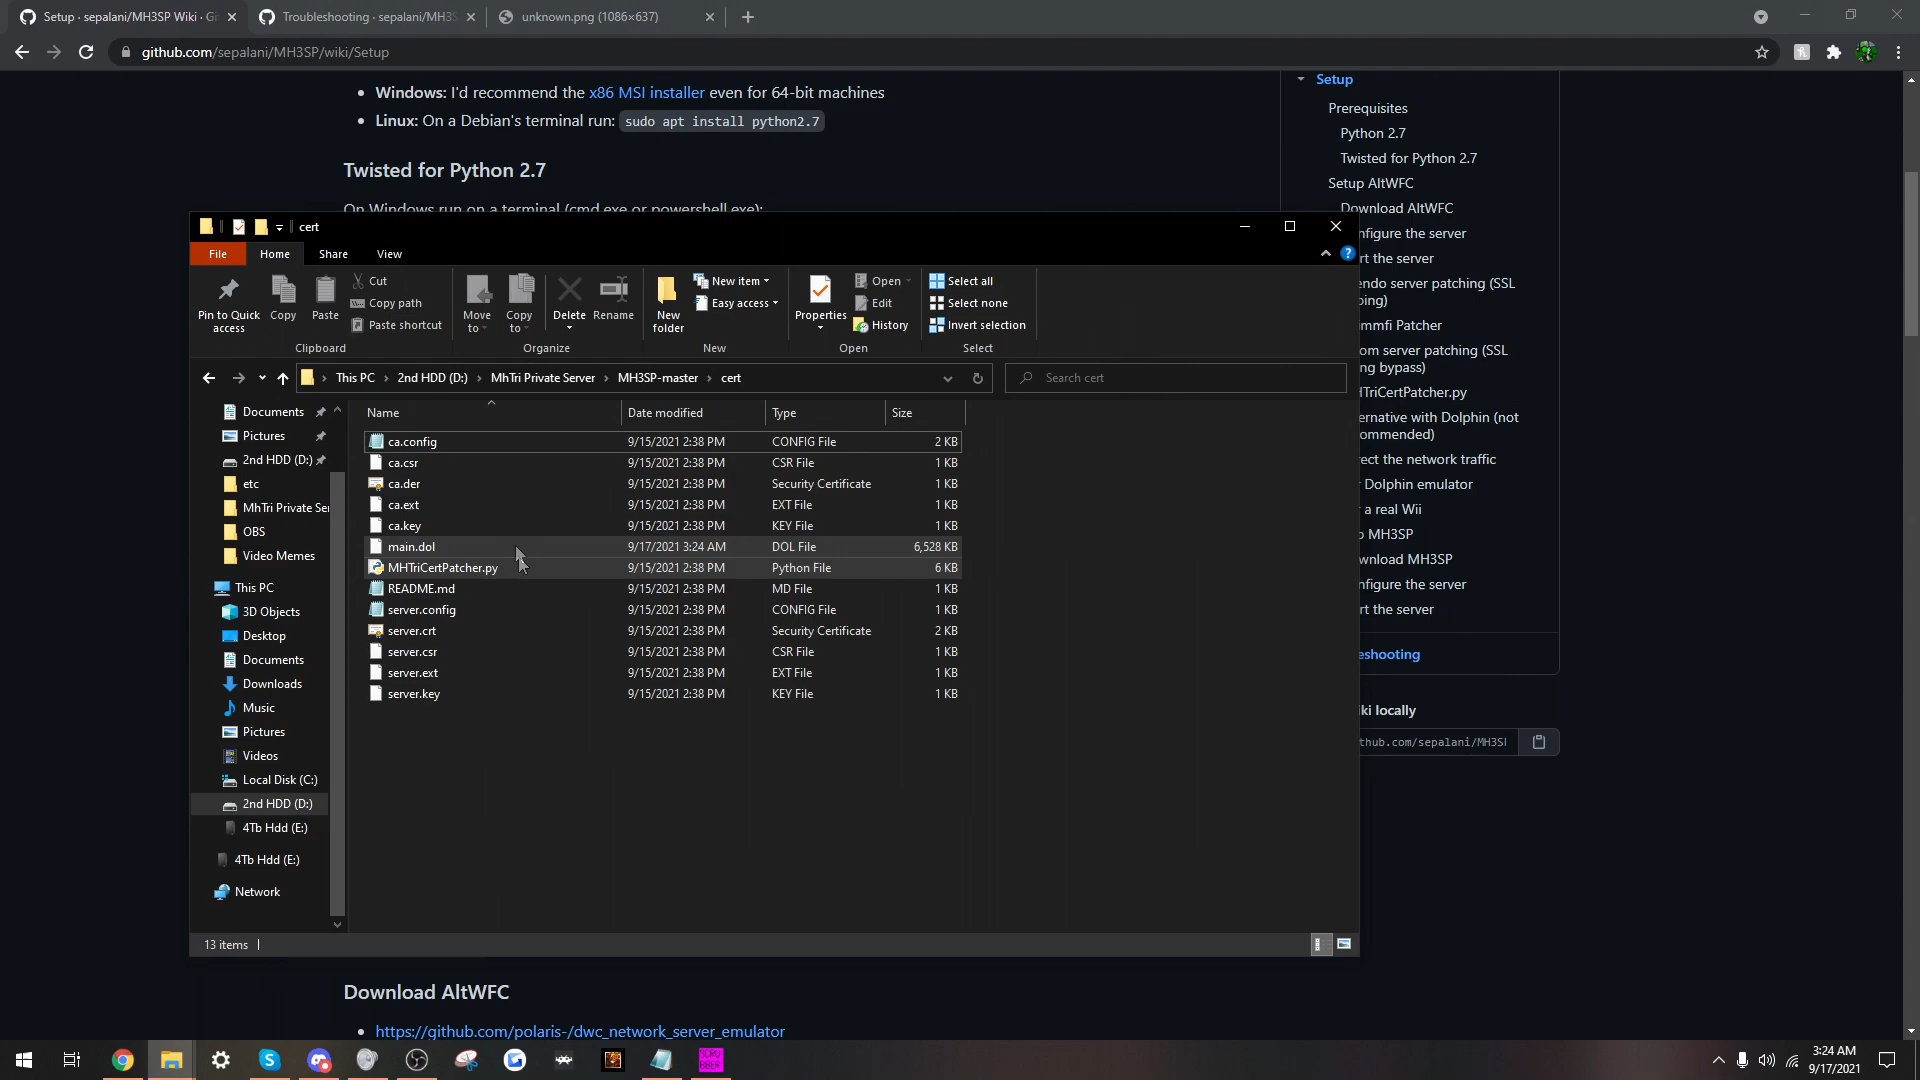 Setup · sepalani/MH3SP Wiki · G
Troubleshooting · sepalani/MH3S
unknown.png (1086×637)
github.com/sepalani/MH3SP/wiki/Setup
Windows: I'd recommend the x86 MSI installer even for 64-bit machines
Linux: On a Debian's terminal run: sudo apt install python2.7
Twisted for Python 2.7
On Windows run on a terminal (cmd.exe or powershell.exe):
Setup
Prerequisites
Python 2.7
Twisted for Python 2.7
Setup AltWFC
Download AltWFC
nfigure the server
rt the server
endo server patching (SSL
ping)
mmfi Patcher
om server patching (SSL
ng bypass)
ITriCertPatcher.py
ernative with Dolphin (not
ommended)
ect the network traffic
r Dolphin emulator
a real Wii
o MH3SP
wnload MH3SP
nfigure the server
rt the server
eshooting
iki locally
thub.com/sepalani/MH3SI
cert
File
Home
Share
View
Pin to Quick access
Copy
Paste
Cut
Copy path
Paste shortcut
Clipboard
Move to
Copy to
Delete
Rename
Organize
New folder
New item
Easy access
New
Properties
Open
Edit
History
Open
Select all
Select none
Invert selection
Select
This PC
2nd HDD (D:)
MhTri Private Server
MH3SP-master
cert
Search cert
Documents
Pictures
2nd HDD (D:)
etc
MhTri Private Ser
OBS
Video Memes
This PC
3D Objects
Desktop
Documents
Downloads
Music
Pictures
Videos
Local Disk (C:)
2nd HDD (D:)
4Tb Hdd (E:)
4Tb Hdd (E:)
Network
Name Date modified Type Size
ca.config 9/15/2021 2:38 PM CONFIG File 2 KB
ca.csr 9/15/2021 2:38 PM CSR File 1 KB
ca.der 9/15/2021 2:38 PM Security Certificate 1 KB
ca.ext 9/15/2021 2:38 PM EXT File 1 KB
ca.key 9/15/2021 2:38 PM KEY File 1 KB
main.dol 9/17/2021 3:24 AM DOL File 6,528 KB
MHTriCertPatcher.py 9/15/2021 2:38 PM Python File 6 KB
README.md 9/15/2021 2:38 PM MD File 1 KB
server.config 9/15/2021 2:38 PM CONFIG File 1 KB
server.crt 9/15/2021 2:38 PM Security Certificate 2 KB
server.csr 9/15/2021 2:38 PM CSR File 1 KB
server.ext 9/15/2021 2:38 PM EXT File 1 KB
server.key 9/15/2021 2:38 PM KEY File 1 KB
13 items
Download AltWFC
https://github.com/polaris-/dwc_network_server_emulator
SCRU
BBER
3:24 AM
9/17/2021